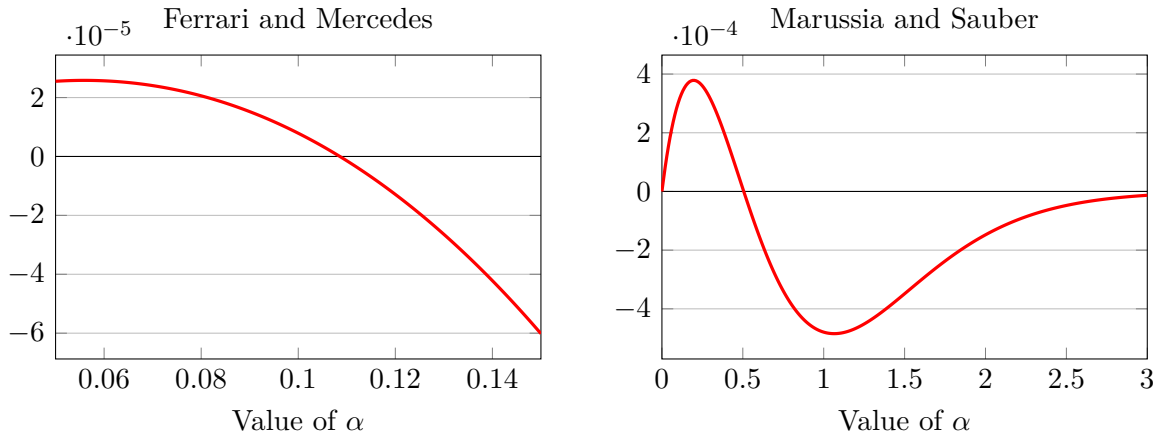 Ferrari and Mercedes
·10⁻⁵
2
0
−2
−4
−6
0.06 0.08 0.1 0.12 0.14
Value of α
Marussia and Sauber
·10⁻⁴
4
2
0
−2
−4
0 0.5 1 1.5 2 2.5 3
Value of α